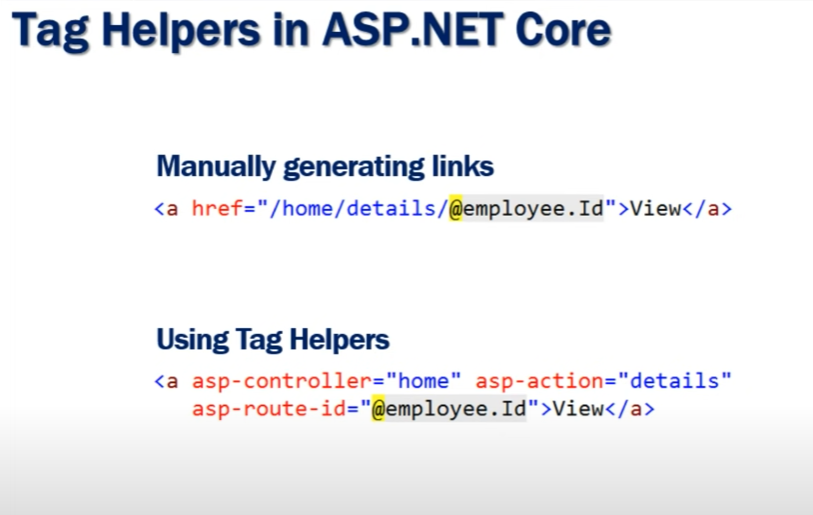 Tag Helpers in ASP.NET Core
Manually generating links
<a href="/home/details/@employee.Id">View</a>
Using Tag Helpers
<a asp-controller="home" asp-action="details"
asp-route-id="@employee.Id">View</a>